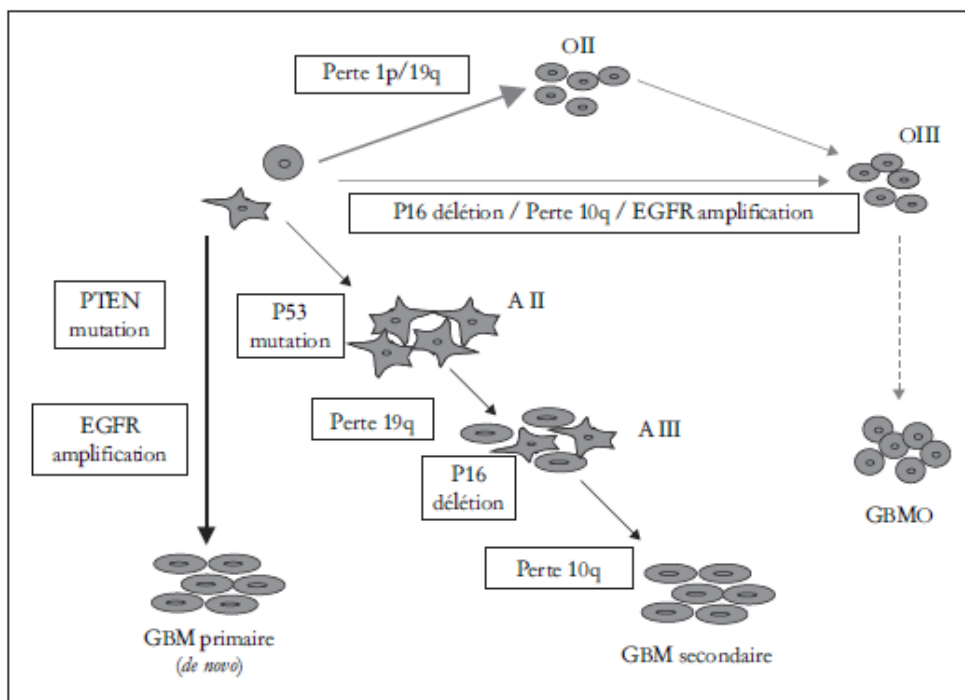 OII
Perte 1p/19q
OIII
P16 délétion / Perte 10q / EGFR amplification
PTEN
mutation
P53
mutation
A II
EGFR
amplification
Perte 19q
A III
P16
délétion
GBMO
Perte 10q
GBM primaire
(de novo)
GBM secondaire